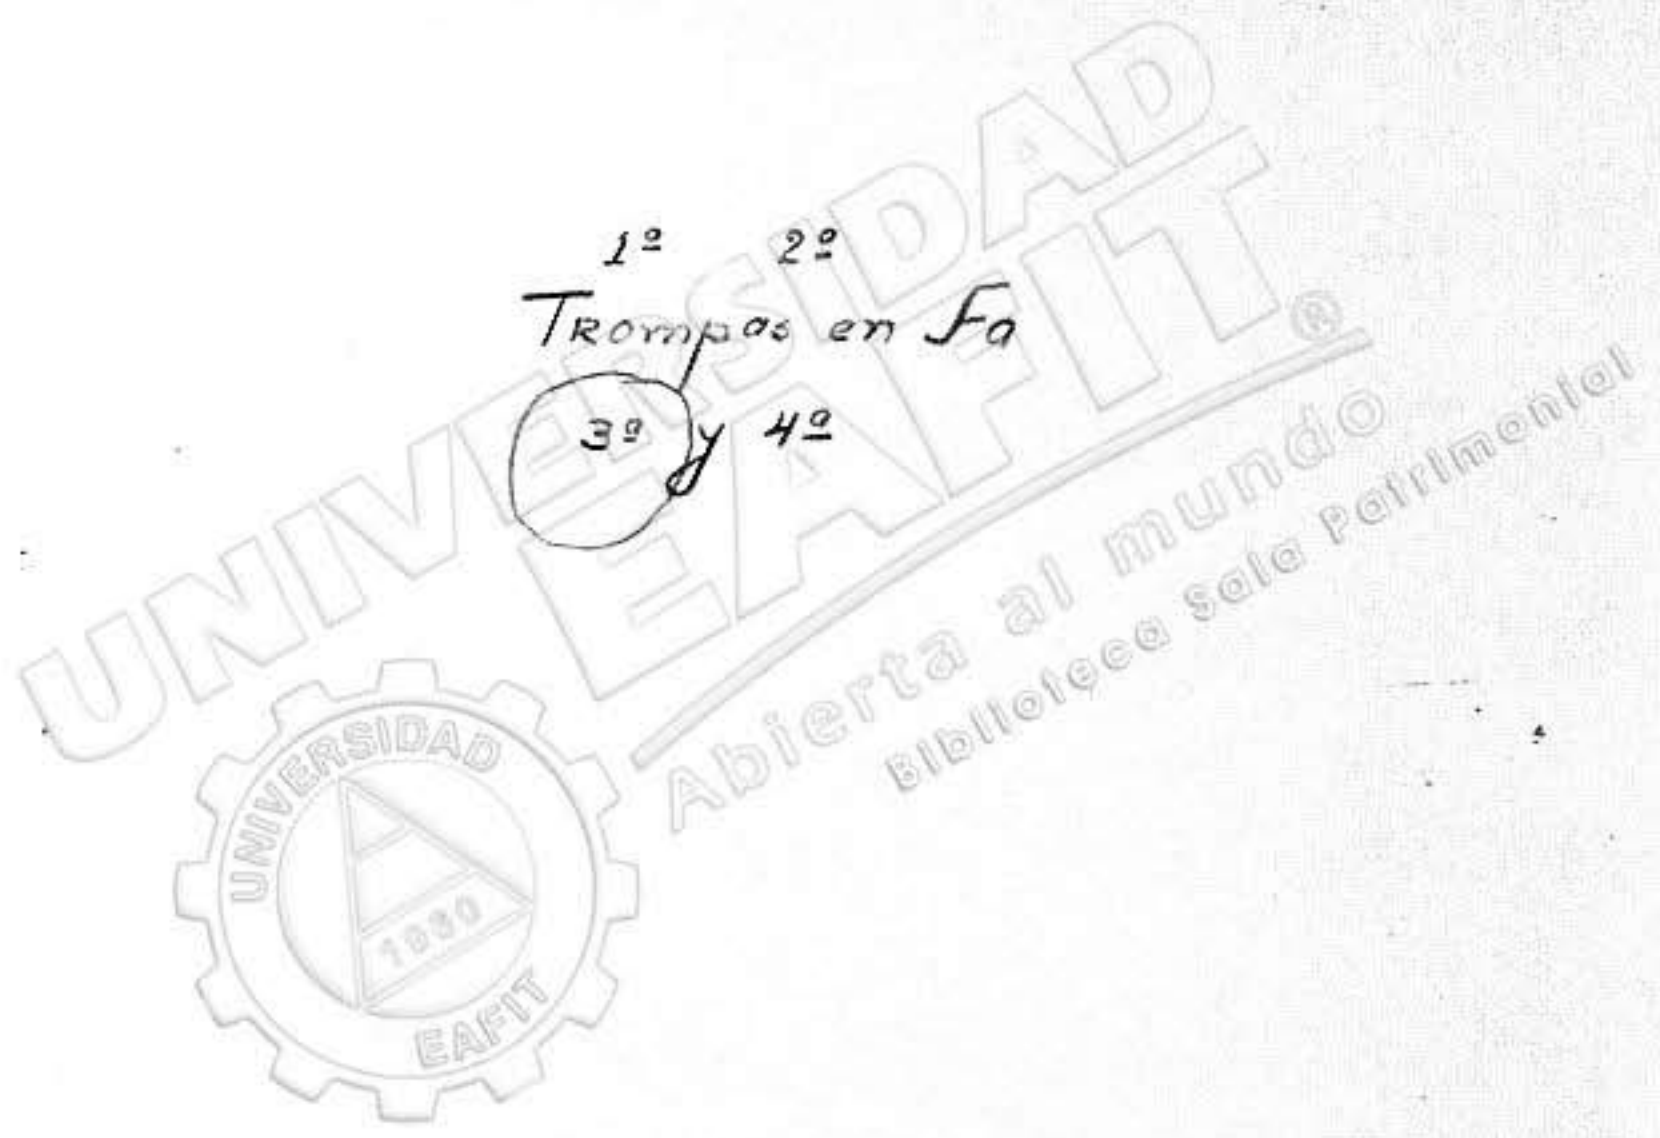 1º 2º
Trompas en Fa
3º y 4º
UNIVERSIDAD
EAFIT®
Abierta al mundo
Biblioteca Sala Patrimonial
UNIVERSIDAD
1960
EAFIT